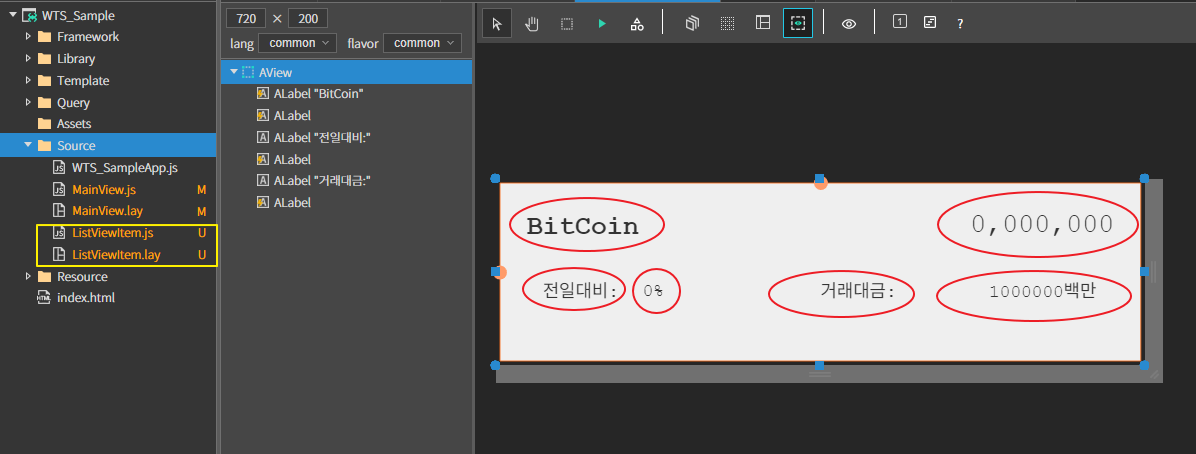 WTS_Sample
Framework
Library
Template
Query
Assets
Source
WTS_SampleApp.js
MainView.js M
MainView.lay M
ListViewItem.js U
ListViewItem.lay U
Resource
index.html
720 × 200
lang common flavor common
AView
ALabel "BitCoin"
ALabel
ALabel "전일대비:"
ALabel
ALabel "거래대금:"
ALabel
BitCoin 0,000,000
전일대비: 0% 거래대금: 1000000백만